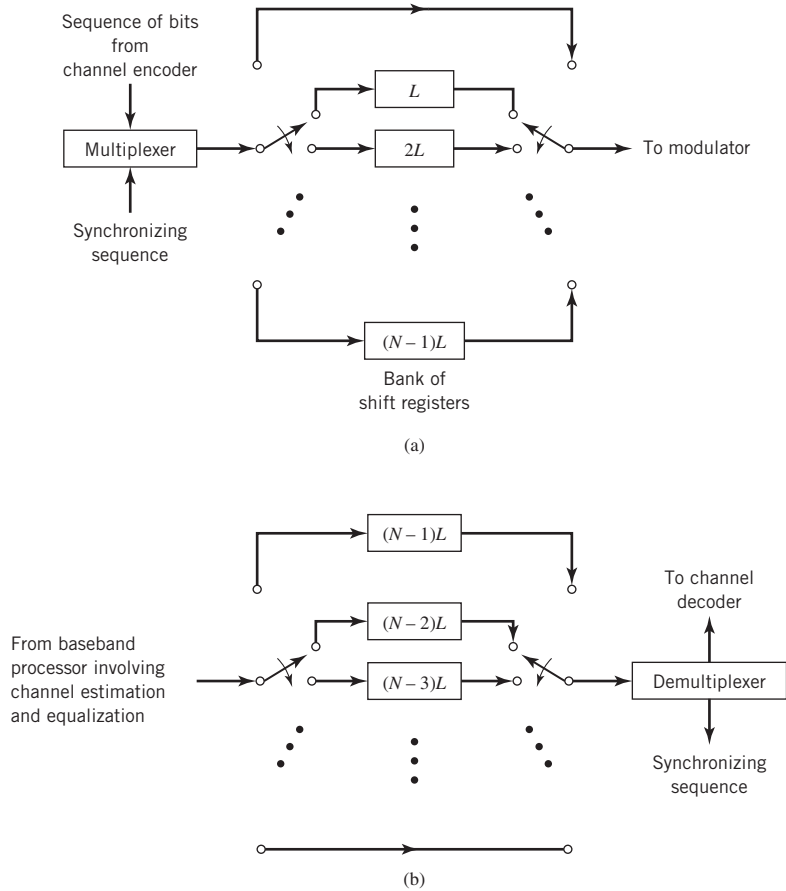 Sequence of bits
from
channel encoder
L
Multiplexer
2L
To modulator
Synchronizing
sequence
(N – 1)L
Bank of
shift registers
(a)
(N – 1)L
To channel
decoder
(N – 2)L
From baseband
processor involving
channel estimation
and equalization
(N – 3)L
Demultiplexer
Synchronizing
sequence
(b)